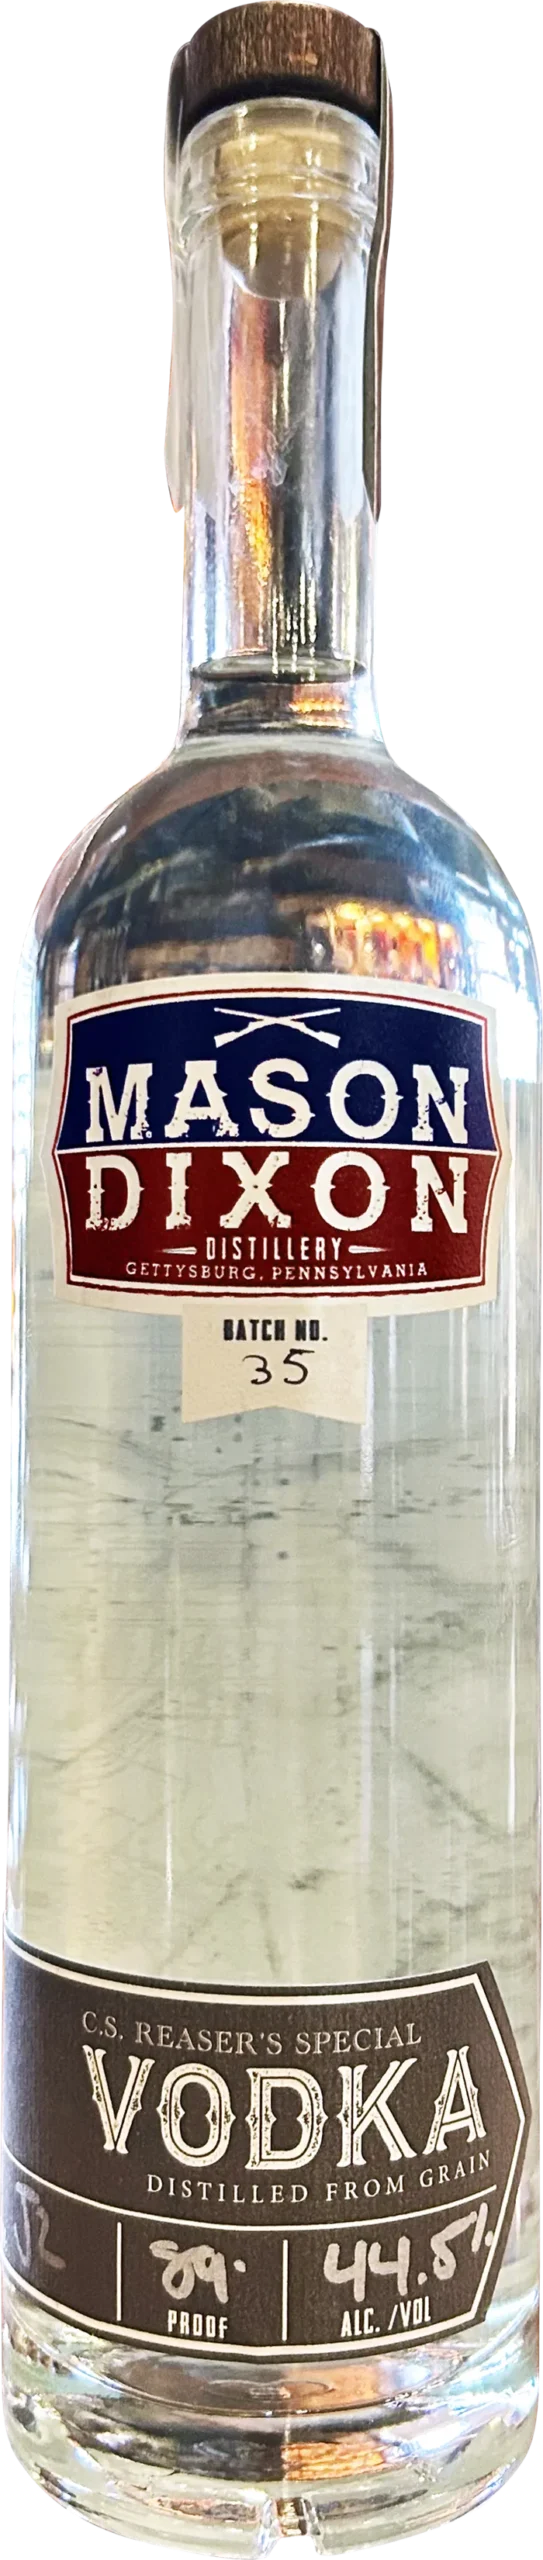 MASON
DIXON
DISTILLERY
GETTYSBURG, PENNSYLVANIA
BATCH NO.
35
C.S. REASER'S SPECIAL
VODKA
DISTILLED FROM GRAIN
89.
44.5%
PROOF
ALC. /VOL